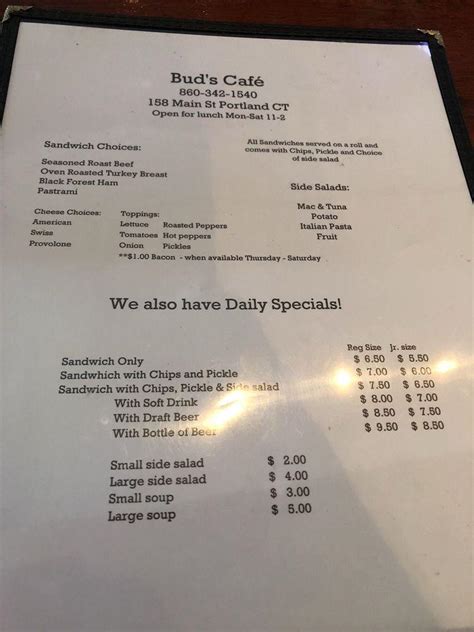 Bud's Café
860-342-1540
158 Main St Portland CT
Open for lunch Mon-Sat 11-2
Sandwich Choices:
Seasoned Roast Beef
Oven Roasted Turkey Breast
Black Forest Ham
Pastrami
All Sandwiches served on a roll and
comes with Chips, Pickle and Choice
of side salad
Side Salads:
Mac & Tuna
Potato
Italian Pasta
Fruit
Cheese Choices:
American
Swiss
Provolone
Toppings:
Lettuce Roasted Peppers
Tomatoes Hot peppers
Onion Pickles
**$1.00 Bacon - when available Thursday - Saturday
We also have Daily Specials!
Reg Size Jr. size
Sandwich Only $ 6.50 $ 5.50
Sandwhich with Chips and Pickle $ 7.00 $ 6.00
Sandwich with Chips, Pickle & Side salad $ 7.50 $ 6.50
With Soft Drink $ 8.00 $ 7.00
With Draft Beer $ 8.50 $ 7.50
With Bottle of Beer $ 9.50 $ 8.50
Small side salad $ 2.00
Large side salad $ 4.00
Small soup $ 3.00
Large soup $ 5.00